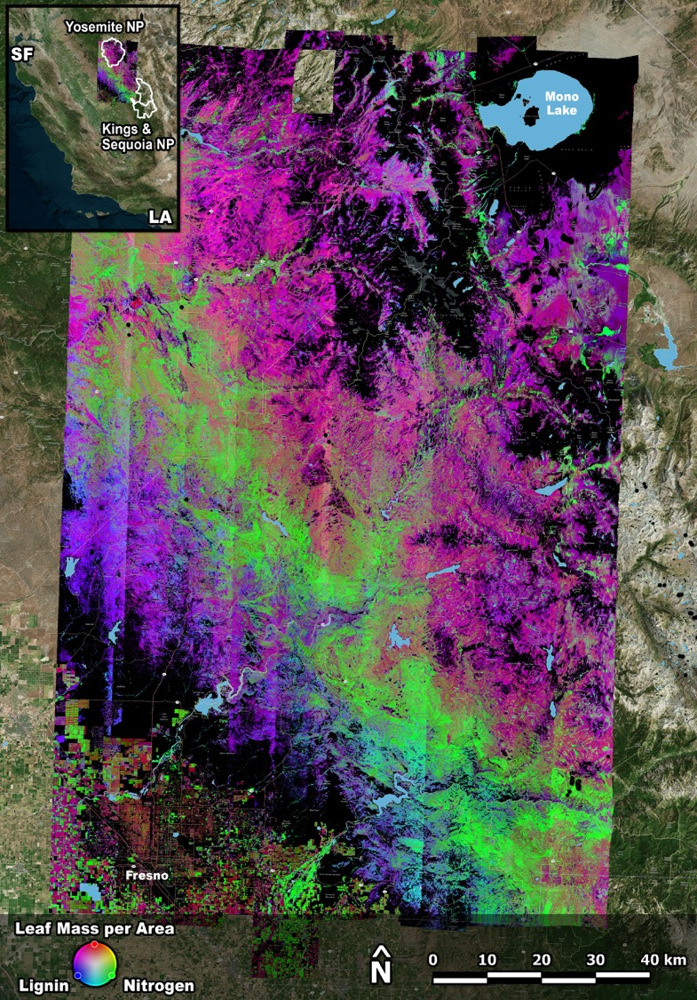 Yosemite NP
SF
Kings &
Sequoia NP
LA
Mono
Lake
Fresno
Leaf Mass per Area
Lignin
Nitrogen
N
0 10 20 30 40 km